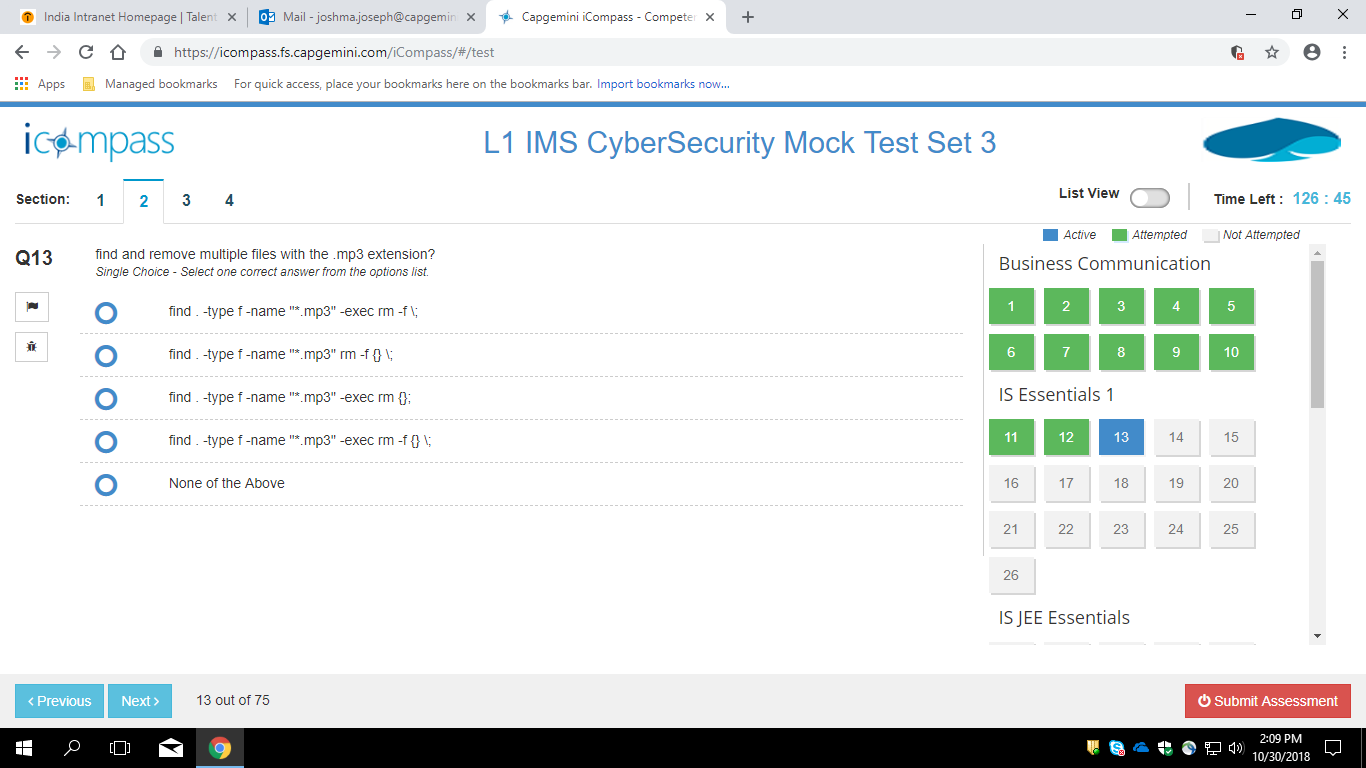 India Intranet Homepage | Talent
Mail - joshma.joseph@capgemin
Capgemini iCompass - Competen
https://icompass.fs.capgemini.com/iCompass/#/test
Apps
Managed bookmarks
For quick access, place your bookmarks here on the bookmarks bar. Import bookmarks now...
icompass
L1 IMS CyberSecurity Mock Test Set 3
Section: 1 2 3 4
List View
Time Left : 126 : 45
Active Attempted Not Attempted
Q13
find and remove multiple files with the .mp3 extension?
Single Choice - Select one correct answer from the options list.
find . -type f -name "*.mp3" -exec rm -f \;
find . -type f -name "*.mp3" rm -f {} \;
find . -type f -name "*.mp3" -exec rm {};
find . -type f -name "*.mp3" -exec rm -f {} \;
None of the Above
Business Communication
1 2 3 4 5
6 7 8 9 10
IS Essentials 1
11 12 13 14 15
16 17 18 19 20
21 22 23 24 25
26
IS JEE Essentials
Previous
Next
13 out of 75
Submit Assessment
2:09 PM
10/30/2018